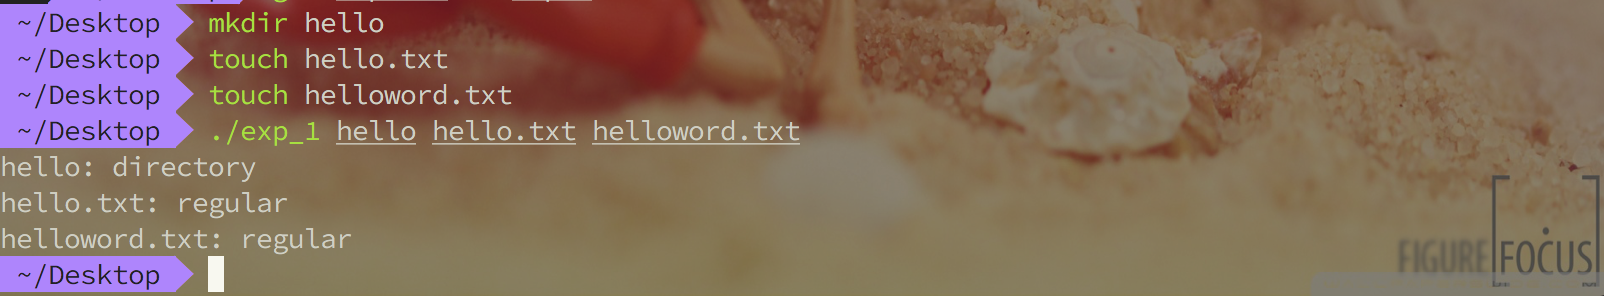 ~/Desktop mkdir hello
~/Desktop touch hello.txt
~/Desktop touch helloword.txt
~/Desktop ./exp_1 hello hello.txt helloword.txt
hello: directory
hello.txt: regular
helloword.txt: regular
~/Desktop
FIGURE[FOCUS]